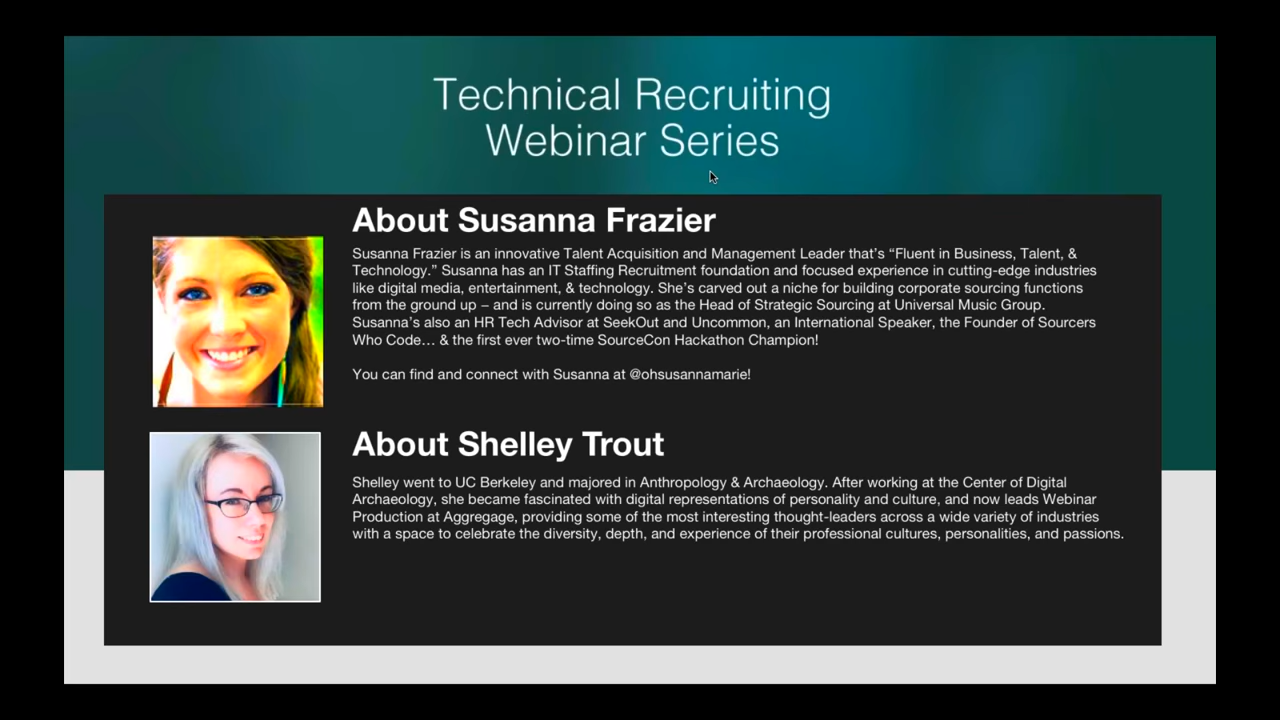 Technical Recruiting
Webinar Series
About Susanna Frazier
Susanna Frazier is an innovative Talent Acquisition and Management Leader that’s “Fluent in Business, Talent, &
Technology.” Susanna has an IT Staffing Recruitment foundation and focused experience in cutting-edge industries
like digital media, entertainment, & technology. She’s carved out a niche for building corporate sourcing functions
from the ground up – and is currently doing so as the Head of Strategic Sourcing at Universal Music Group.
Susanna’s also an HR Tech Advisor at SeekOut and Uncommon, an International Speaker, the Founder of Sourcers
Who Code… & the first ever two-time SourceCon Hackathon Champion!
You can find and connect with Susanna at @ohsusannamarie!
About Shelley Trout
Shelley went to UC Berkeley and majored in Anthropology & Archaeology. After working at the Center of Digital
Archaeology, she became fascinated with digital representations of personality and culture, and now leads Webinar
Production at Aggregage, providing some of the most interesting thought-leaders across a wide variety of industries
with a space to celebrate the diversity, depth, and experience of their professional cultures, personalities, and passions.